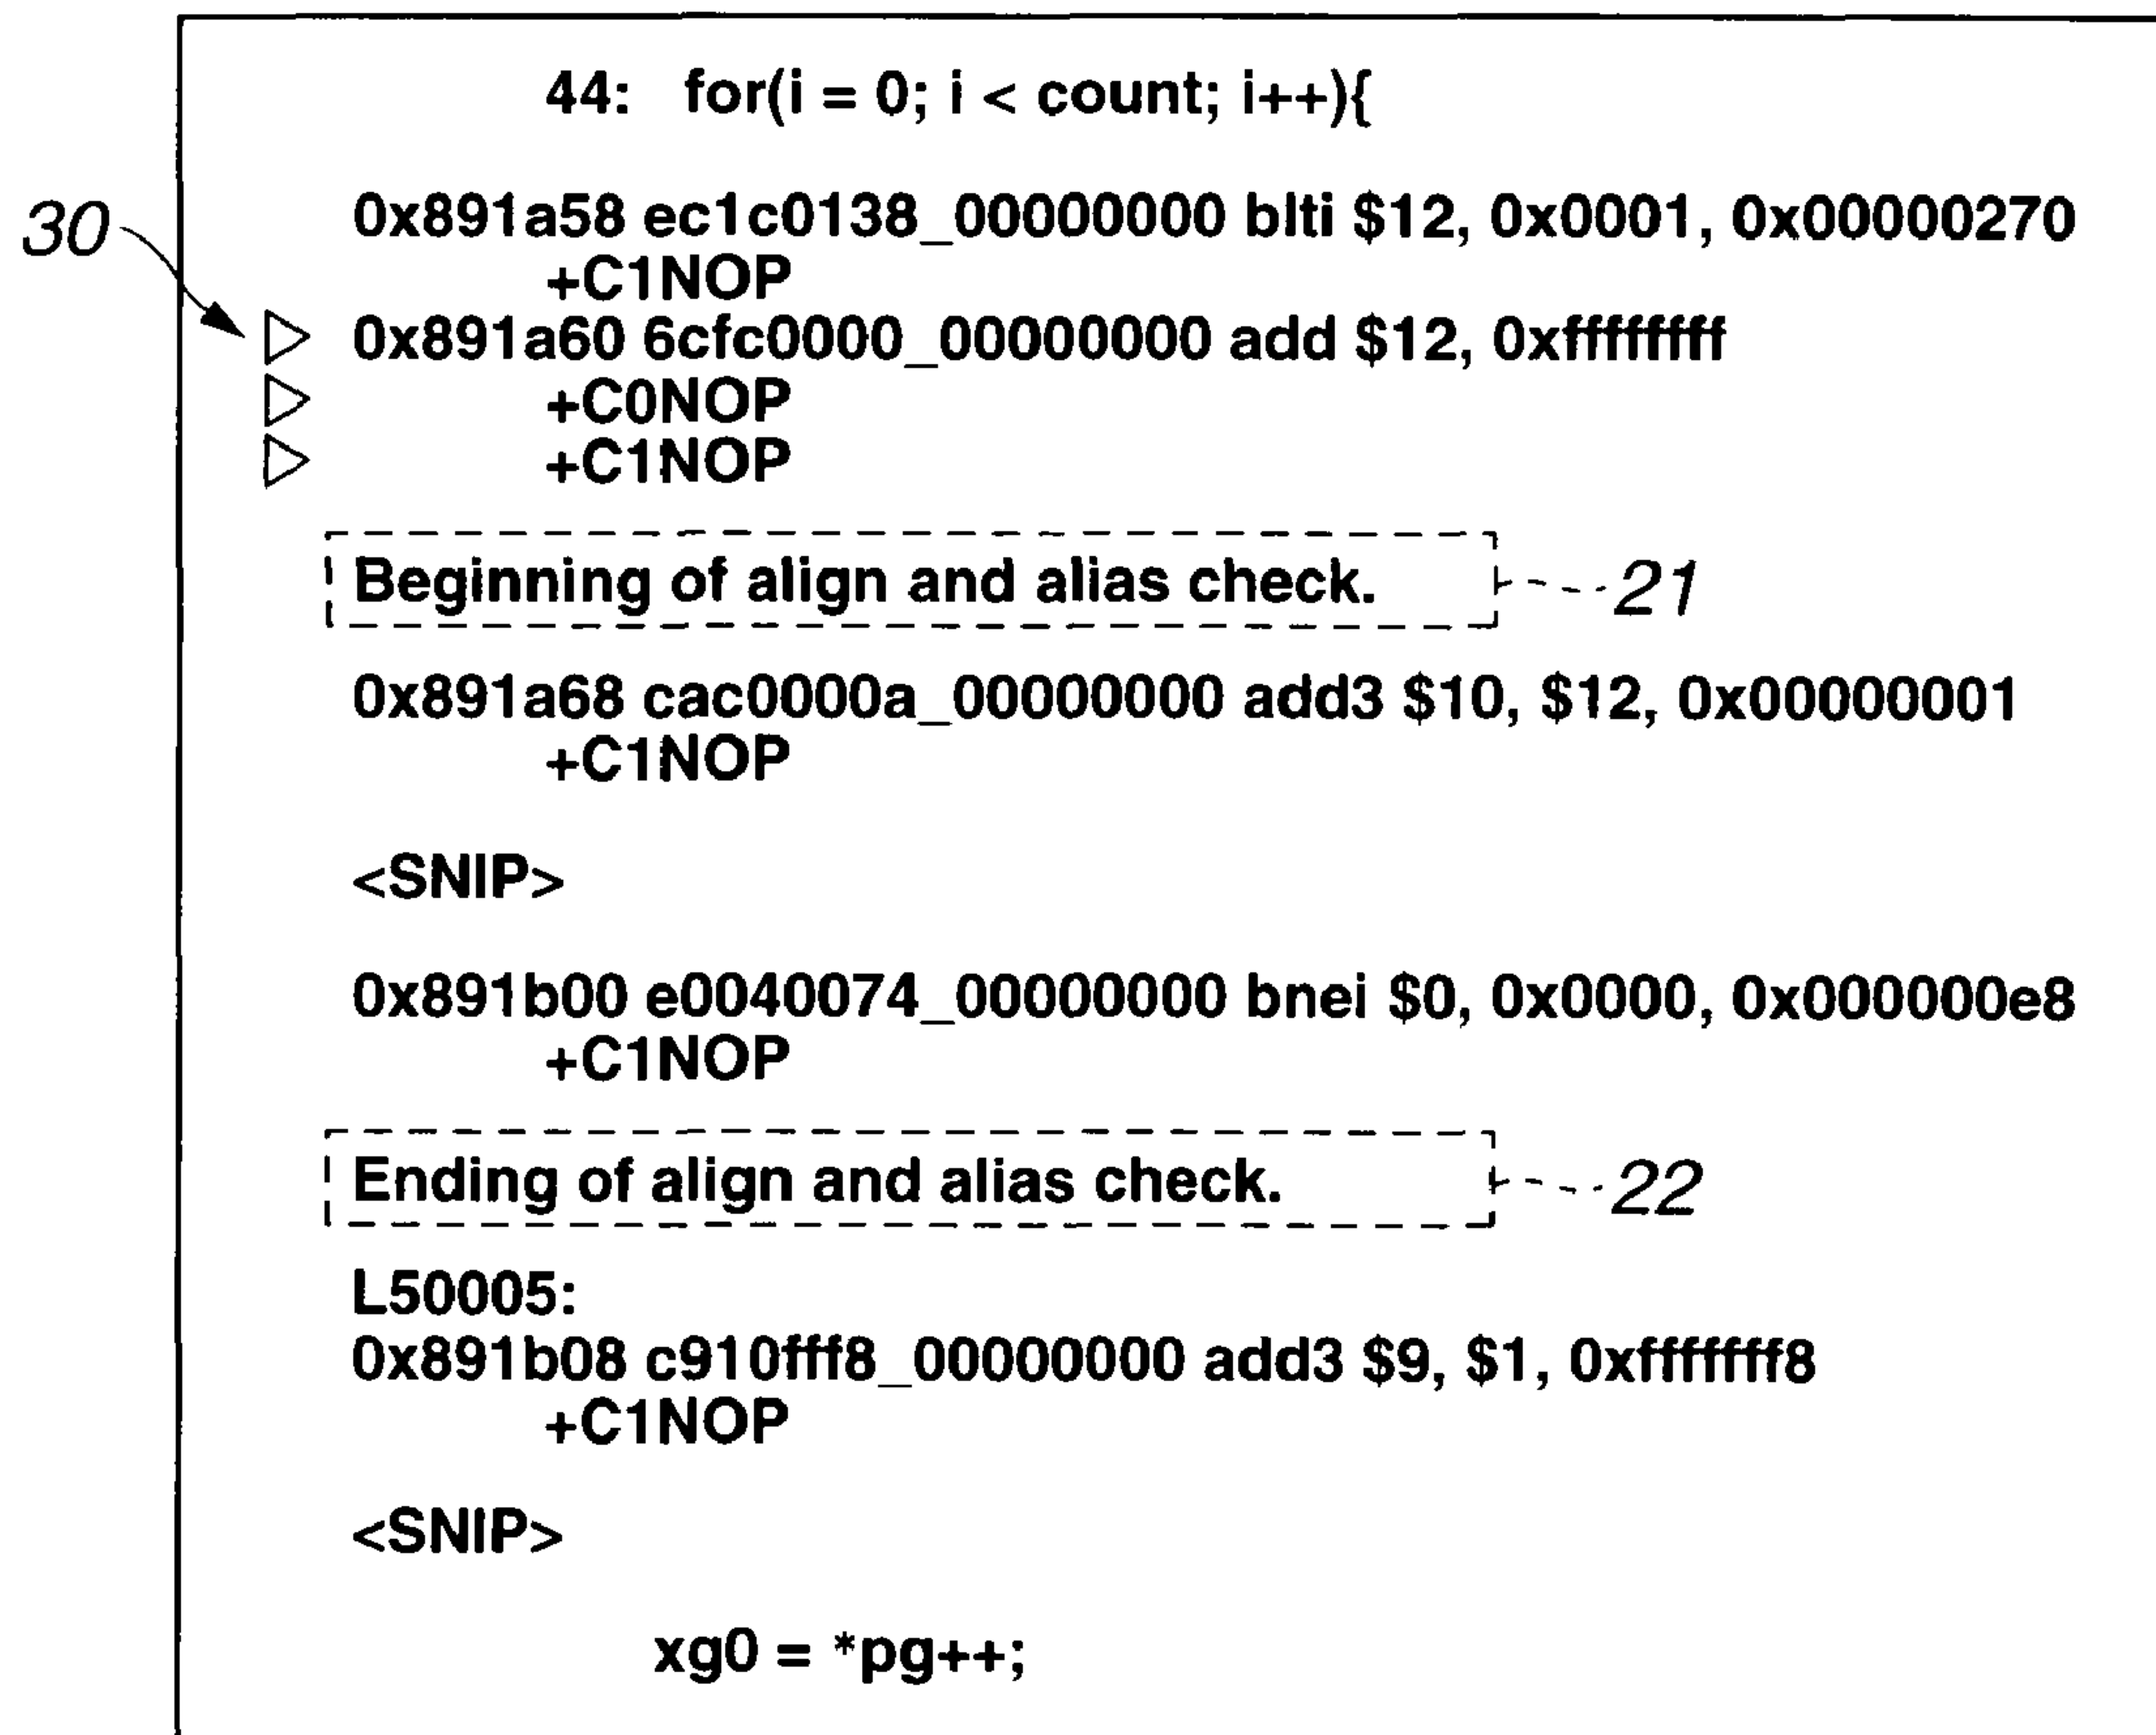 44: for(i = 0; i < count; i++){
0x891a58 ec1c0138_00000000 blti $12, 0x0001, 0x00000270
+C1NOP
30
0x891a60 6cfc0000_00000000 add $12, 0xffffffff
+C0NOP
+C1NOP
Beginning of align and alias check.
21
0x891a68 cac0000a_00000000 add3 $10, $12, 0x00000001
+C1NOP
<SNIP>
0x891b00 e0040074_00000000 bnei $0, 0x0000, 0x000000e8
+C1NOP
Ending of align and alias check.
22
L50005:
0x891b08 c910fff8_00000000 add3 $9, $1, 0xfffffff8
+C1NOP
<SNIP>
xg0 = *pg++;